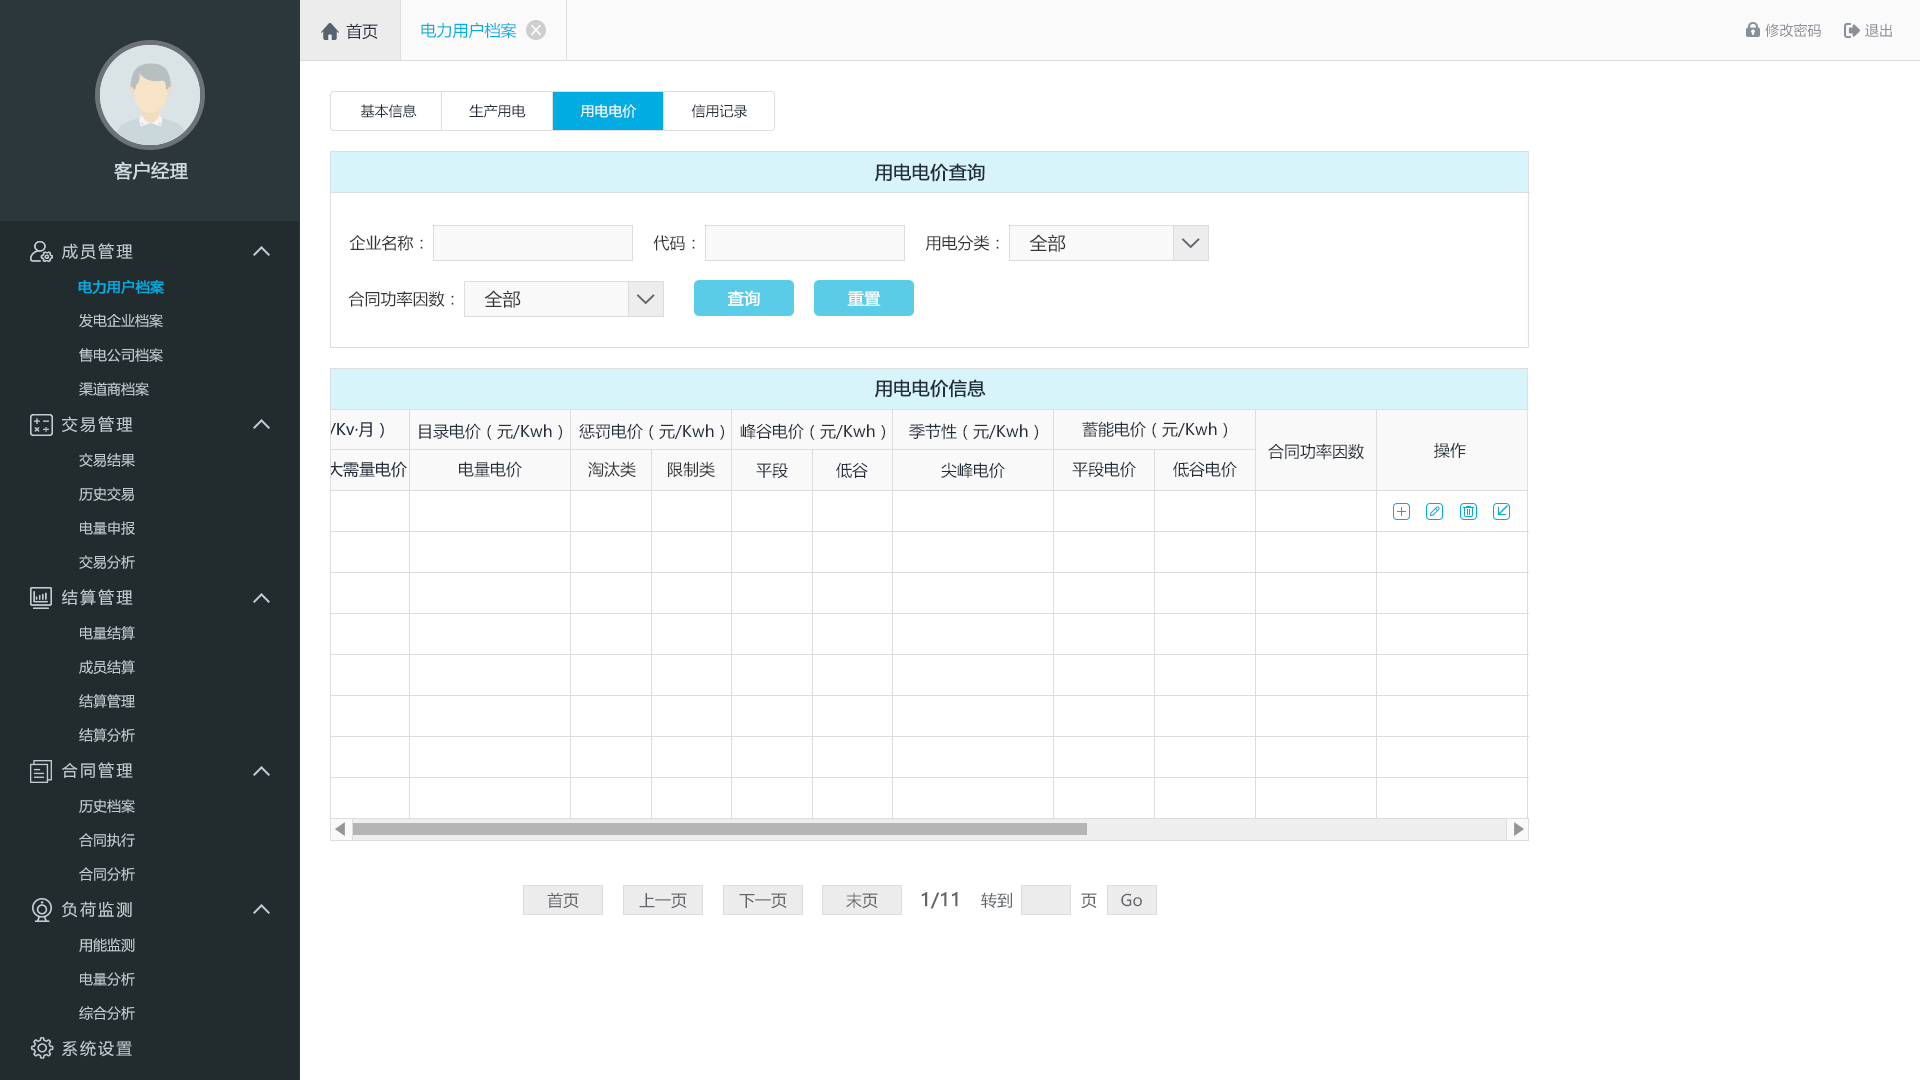 首页
电力用户档案
修改密码
退出
客户经理
成员管理
电力用户档案
发电企业档案
售电公司档案
渠道商档案
交易管理
交易结果
历史交易
电量申报
交易分析
结算管理
电量结算
成员结算
结算管理
结算分析
合同管理
历史档案
合同执行
合同分析
负荷监测
用能监测
电量分析
综合分析
系统设置
基本信息
生产用电
用电电价
信用记录
用电电价查询
企业名称：
代码：
用电分类：
全部
合同功率因数：
全部
查询
重置
用电电价信息
/Kv·月）
目录电价（元/Kwh）
惩罚电价（元/Kwh）
峰谷电价（元/Kwh）
季节性（元/Kwh）
蓄能电价（元/Kwh）
合同功率因数
操作
大需量电价
电量电价
淘汰类
限制类
平段
低谷
尖峰电价
平段电价
低谷电价
首页
上一页
下一页
末页
1/11
转到
页
Go